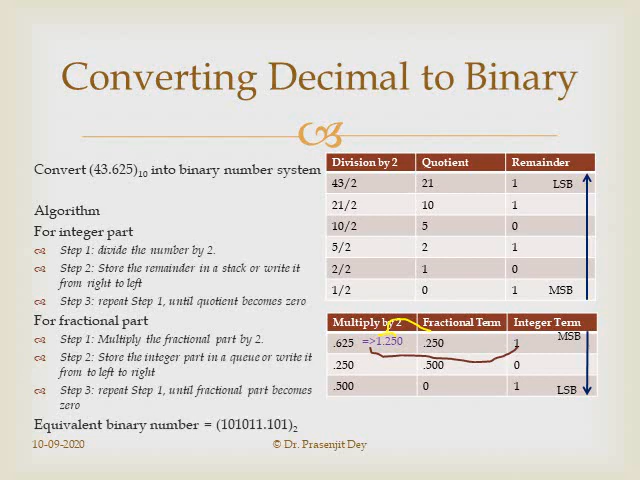 Converting Decimal to Binary
Convert (43.625)10 into binary number system
Algorithm
For integer part
Step 1: divide the number by 2.
Step 2: Store the remainder in a stack or write it
from right to left
Step 3: repeat Step 1, until quotient becomes zero
For fractional part
Step 1: Multiply the fractional part by 2.
Step 2: Store the integer part in a queue or write it
from to left to right
Step 3: repeat Step 1, until fractional part becomes
zero
Equivalent binary number = (101011.101)2
Division by 2 Quotient Remainder
43/2 21 1 LSB
21/2 10 1
10/2 5 0
5/2 2 1
2/2 1 0
1/2 0 1 MSB
Multiply by 2 Fractional Term Integer Term
.625 =>1.250 .250 1 MSB
.250 .500 0
.500 0 1 LSB
10-09-2020 © Dr. Prasenjit Dey